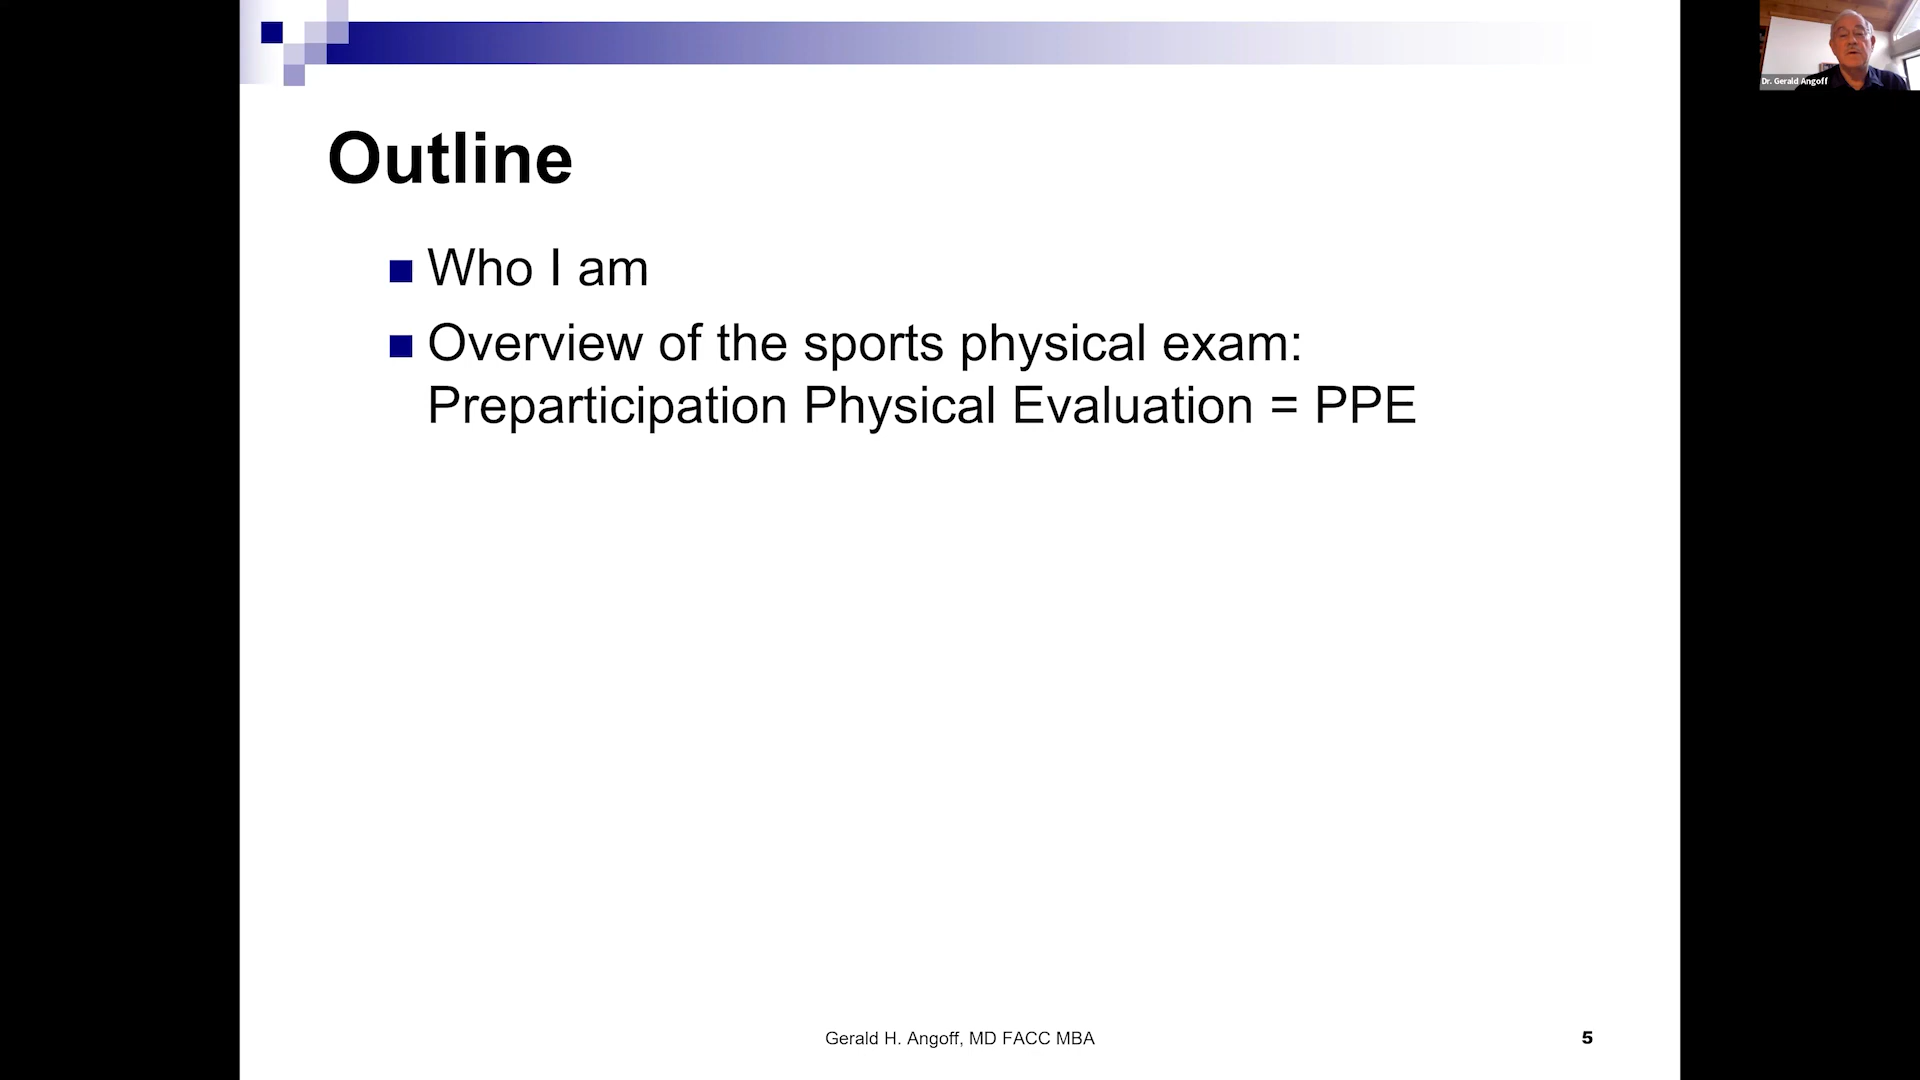 Dr. Gerald Angoff
Outline
Who I am
Overview of the sports physical exam:
Preparticipation Physical Evaluation = PPE
Gerald H. Angoff, MD FACC MBA
5